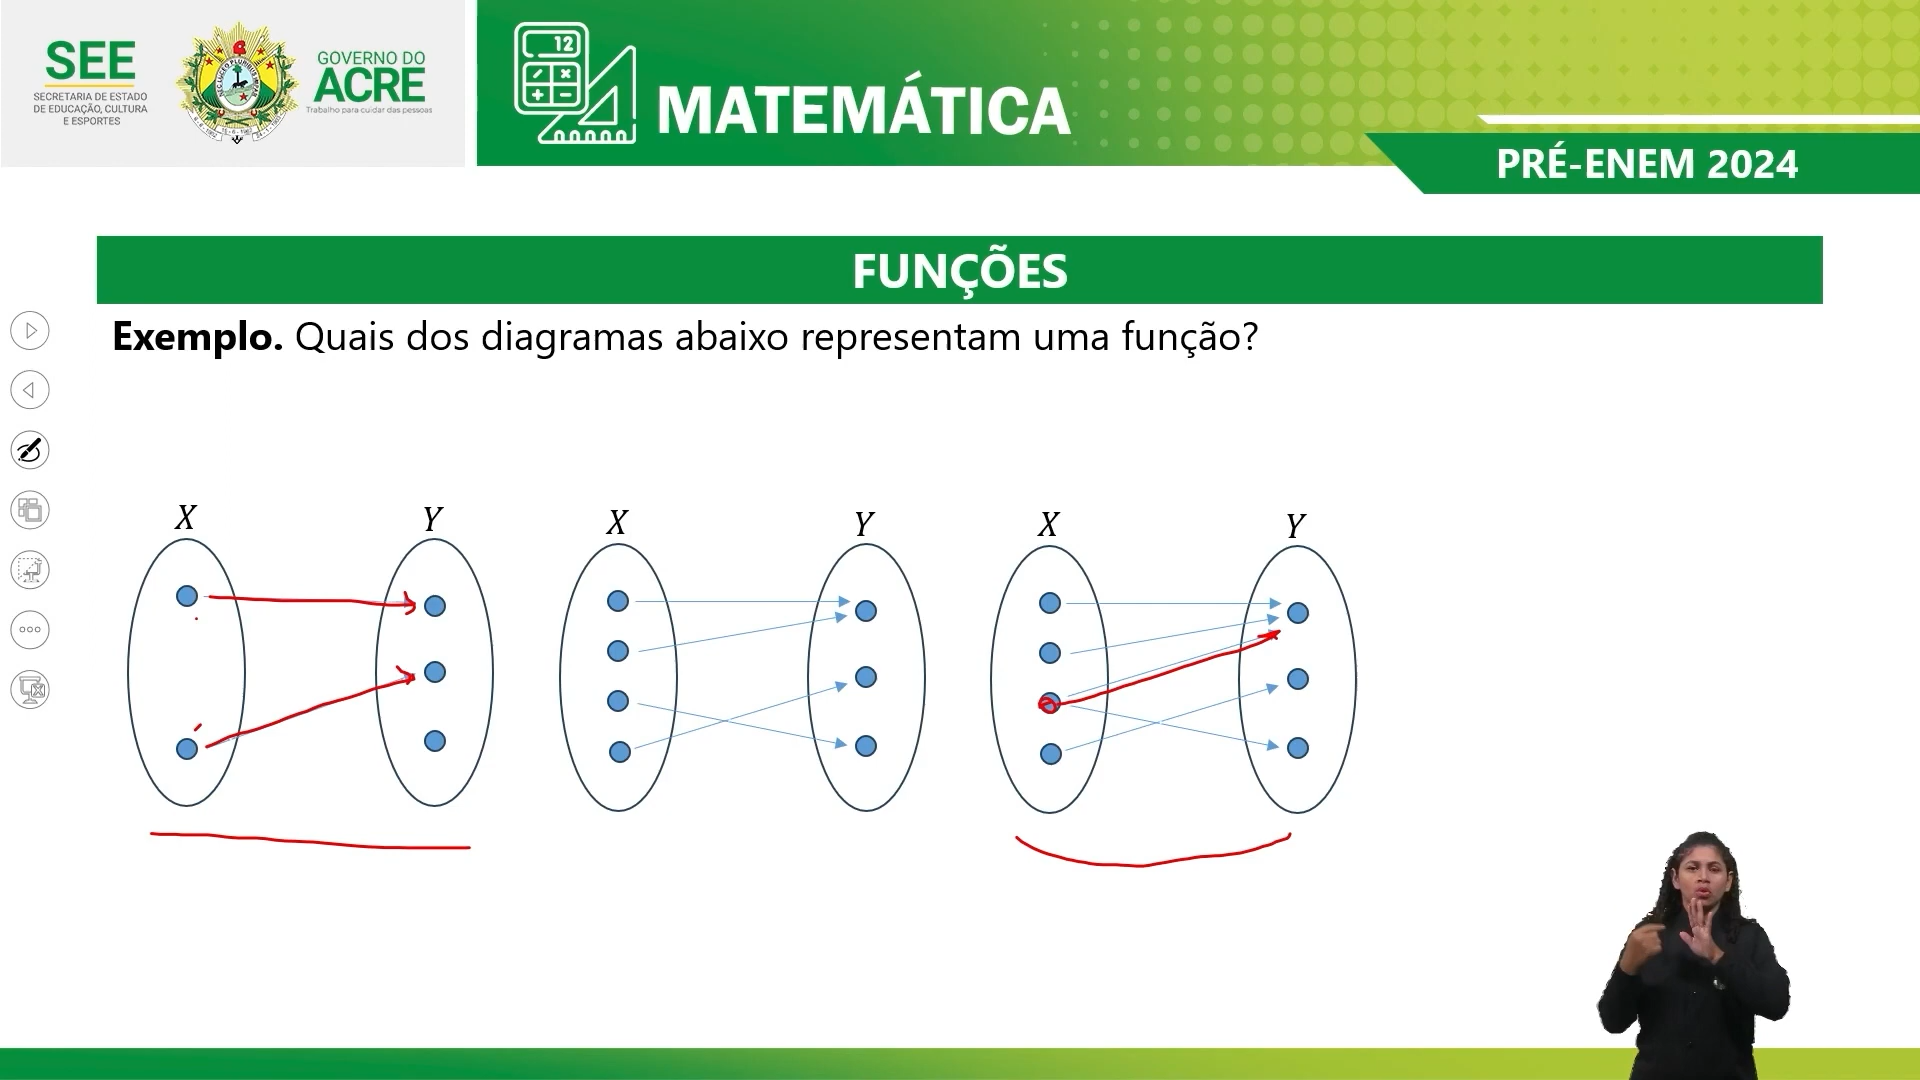 SEE
SECRETARIA DE ESTADO
DE EDUCAÇÃO, CULTURA
E ESPORTES
GOVERNO DO
ACRE
Trabalho para cuidar das pessoas
12
MATEMÁTICA
PRÉ-ENEM 2024
FUNÇÕES
Exemplo. Quais dos diagramas abaixo representam uma função?
X Y X Y X Y